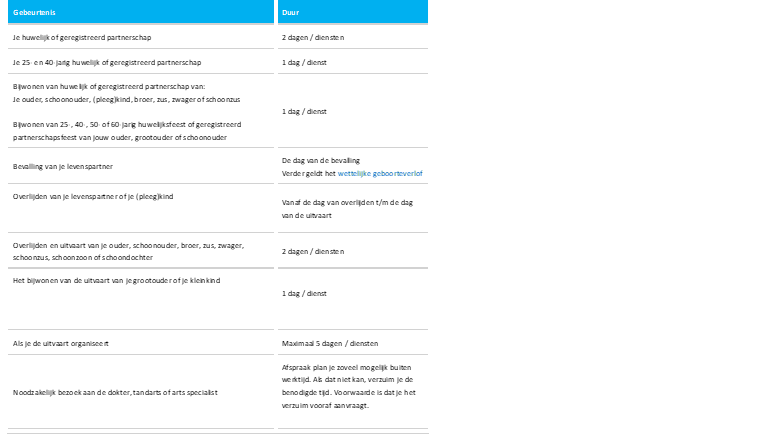 Gebeurtenis
Duur
Je huwelijk of geregistreerd partnerschap
2 dagen / diensten
Je 25- en 40-jarig huwelijk of geregistreerd partnerschap
1 dag / dienst
Bijwonen van huwelijk of geregistreerd partnerschap van:
Je ouder, schoonouder, (pleeg)kind, broer, zus, zwager of schoonzus
Bijwonen van 25-, 40-, 50- of 60-jarig huwelijksfeest of geregistreerd
partnerschapsfeest van jouw ouder, grootouder of schoonouder
1 dag / dienst
Bevalling van je levenspartner
De dag van de bevalling
Verder geldt het wettelijke geboorteverlof
Overlijden van je levenspartner of je (pleeg)kind
Vanaf de dag van overlijden t/m de dag
van de uitvaart
Overlijden en uitvaart van je ouder, schoonouder, broer, zus, zwager,
schoonzus, schoonzoon of schoondochter
2 dagen / diensten
Het bijwonen van de uitvaart van je grootouder of je kleinkind
1 dag / dienst
Als je de uitvaart organiseert
Maximaal 5 dagen / diensten
Noodzakelijk bezoek aan de dokter, tandarts of arts specialist
Afspraak plan je zoveel mogelijk buiten
werktijd. Als dat niet kan, verzuim je de
benodigde tijd. Voorwaarde is dat je het
verzuim vooraf aanvraagt.